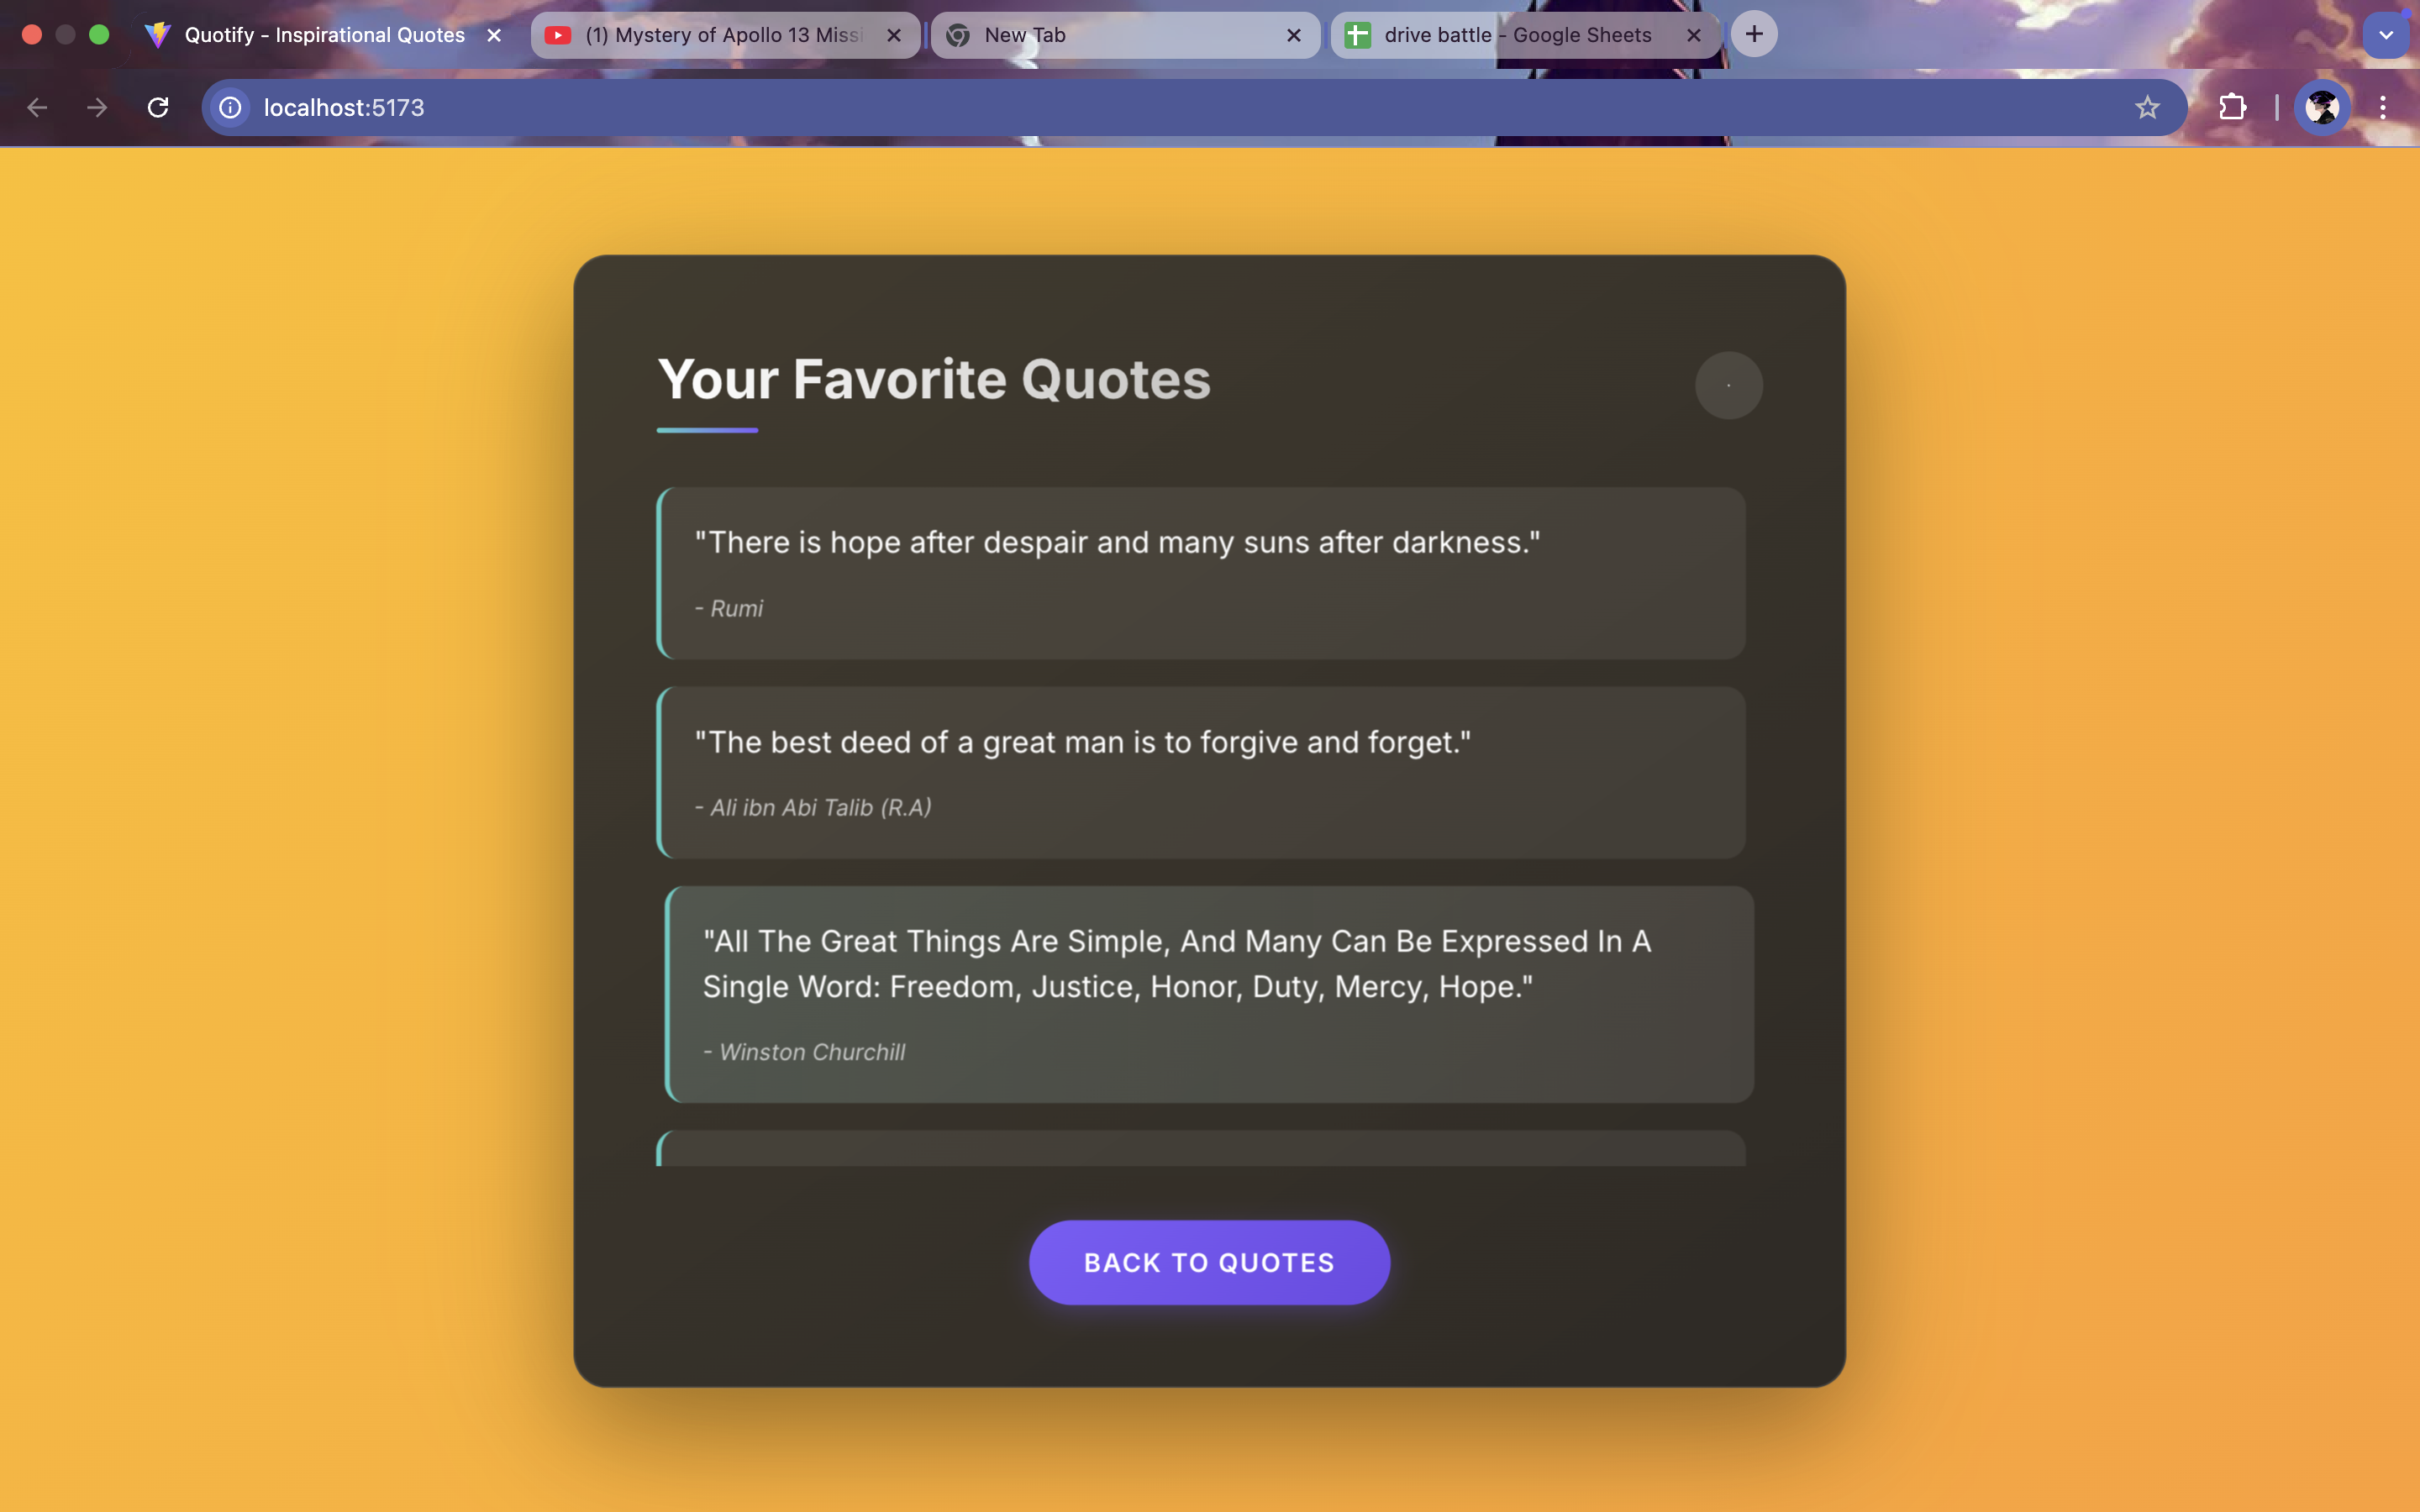 Quotify - Inspirational Quotes
(1) Mystery of Apollo 13 Missi
New Tab
drive battle - Google Sheets
localhost:5173
Your Favorite Quotes
"There is hope after despair and many suns after darkness."
- Rumi
"The best deed of a great man is to forgive and forget."
- Ali ibn Abi Talib (R.A)
"All The Great Things Are Simple, And Many Can Be Expressed In A
Single Word: Freedom, Justice, Honor, Duty, Mercy, Hope."
- Winston Churchill
BACK TO QUOTES